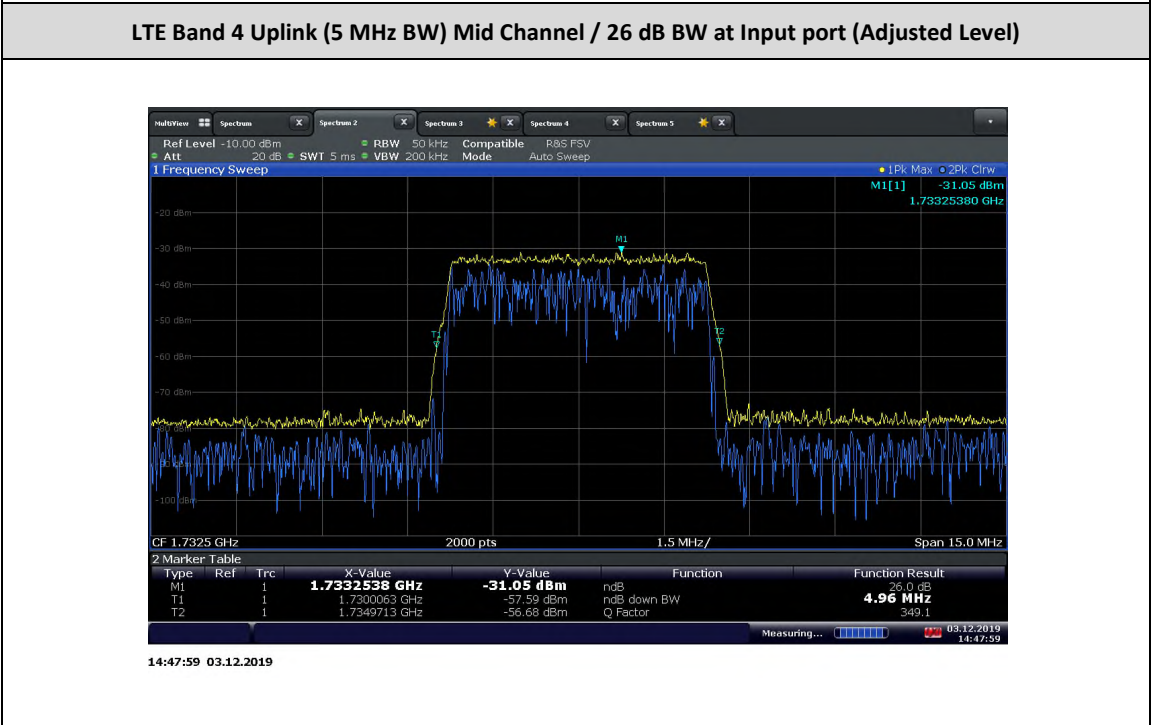 LTE Band 4 Uplink (5 MHz BW) Mid Channel / 26 dB BW at Input port (Adjusted Level)
MultiView Spectrum X Spectrum 2 X Spectrum 3 X Spectrum 4 X Spectrum 5 X
Ref Level -10.00 dBm RBW 50 kHz Compatible R&S FSV
Att 20 dB SWT 5 ms VBW 200 kHz Mode Auto Sweep
1 Frequency Sweep 1Pk Max 2Pk Clrw
M1[1] -31.05 dBm
1.73325380 GHz
-20 dBm
M1
-30 dBm
-40 dBm
-50 dBm
T2
-60 dBm
-70 dBm
-100 dBm
CF 1.7325 GHz 2000 pts 1.5 MHz/ Span 15.0 MHz
2 Marker Table
Type Ref Trc X-Value Y-Value Function Function Result
M1 1 1.7332538 GHz -31.05 dBm ndB 26.0 dB
T1 1 1.7300063 GHz -57.59 dBm ndB down BW 4.96 MHz
T2 1 1.7349713 GHz -56.68 dBm Q Factor 349.1
Measuring... 03.12.2019
14:47:59
14:47:59 03.12.2019